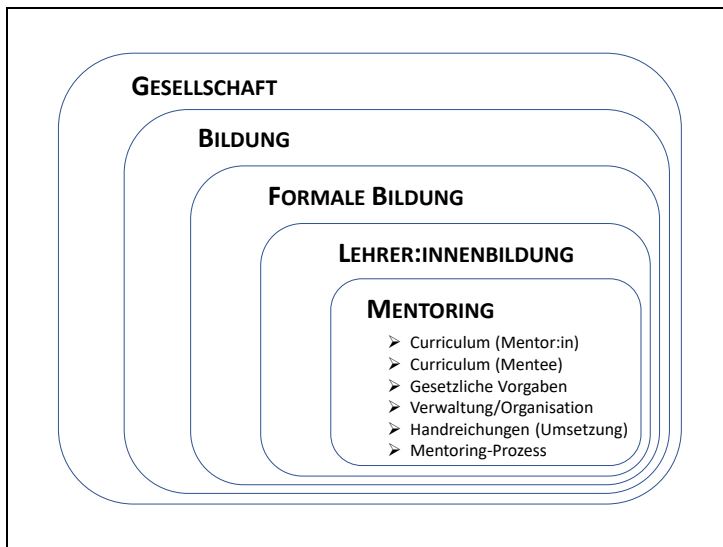 GESELLSCHAFT
BILDUNG
FORMALE BILDUNG
LEHRER:INNENBILDUNG
MENTORING
➢ Curriculum (Mentor:in)
➢ Curriculum (Mentee)
➢ Gesetzliche Vorgaben
➢ Verwaltung/Organisation
➢ Handreichungen (Umsetzung)
➢ Mentoring-Prozess